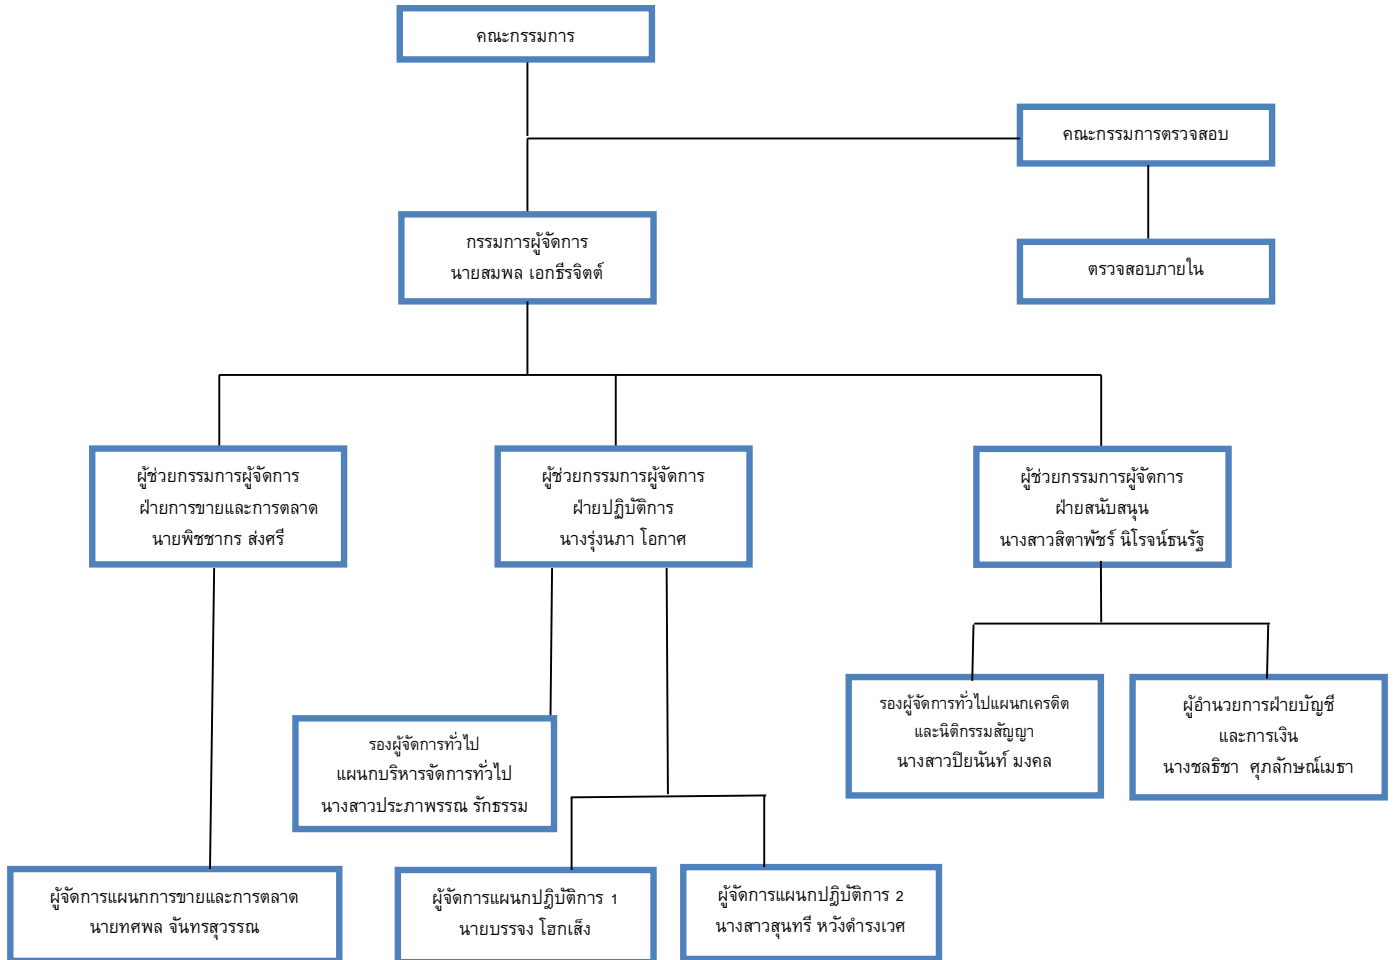 คณะกรรมการ
คณะกรรมการตรวจสอบ
กรรมการผู้จัดการ
นายสมพล เอกธีรจิตต์
ตรวจสอบภายใน
ผู้ช่วยกรรมการผู้จัดการ
ฝ่ายการขายและการตลาด
นายพิชชากร ส่งศรี
ผู้ช่วยกรรมการผู้จัดการ
ฝ่ายปฏิบัติการ
นางรุ่งนภา โอกาศ
ผู้ช่วยกรรมการผู้จัดการ
ฝ่ายสนับสนุน
นางสาวสิตาพัชร์ นิโรจน์ธนรัฐ
รองผู้จัดการทั่วไป
แผนกบริหารจัดการทั่วไป
นางสาวประภาพรรณ รักธรรม
รองผู้จัดการทั่วไปแผนกเครดิต
และนิติกรรมสัญญา
นางสาวปิยนันท์ มงคล
ผู้อำนวยการฝ่ายบัญชี
และการเงิน
นางชลธิชา ศุภลักษณ์เมธา
ผู้จัดการแผนกการขายและการตลาด
นายทศพล จันทรสุวรรณ
ผู้จัดการแผนกปฎิบัติการ 1
นายบรรจง โฮกเส็ง
ผู้จัดการแผนกปฎิบัติการ 2
นางสาวสุนทรี หวังดำรงเวศ